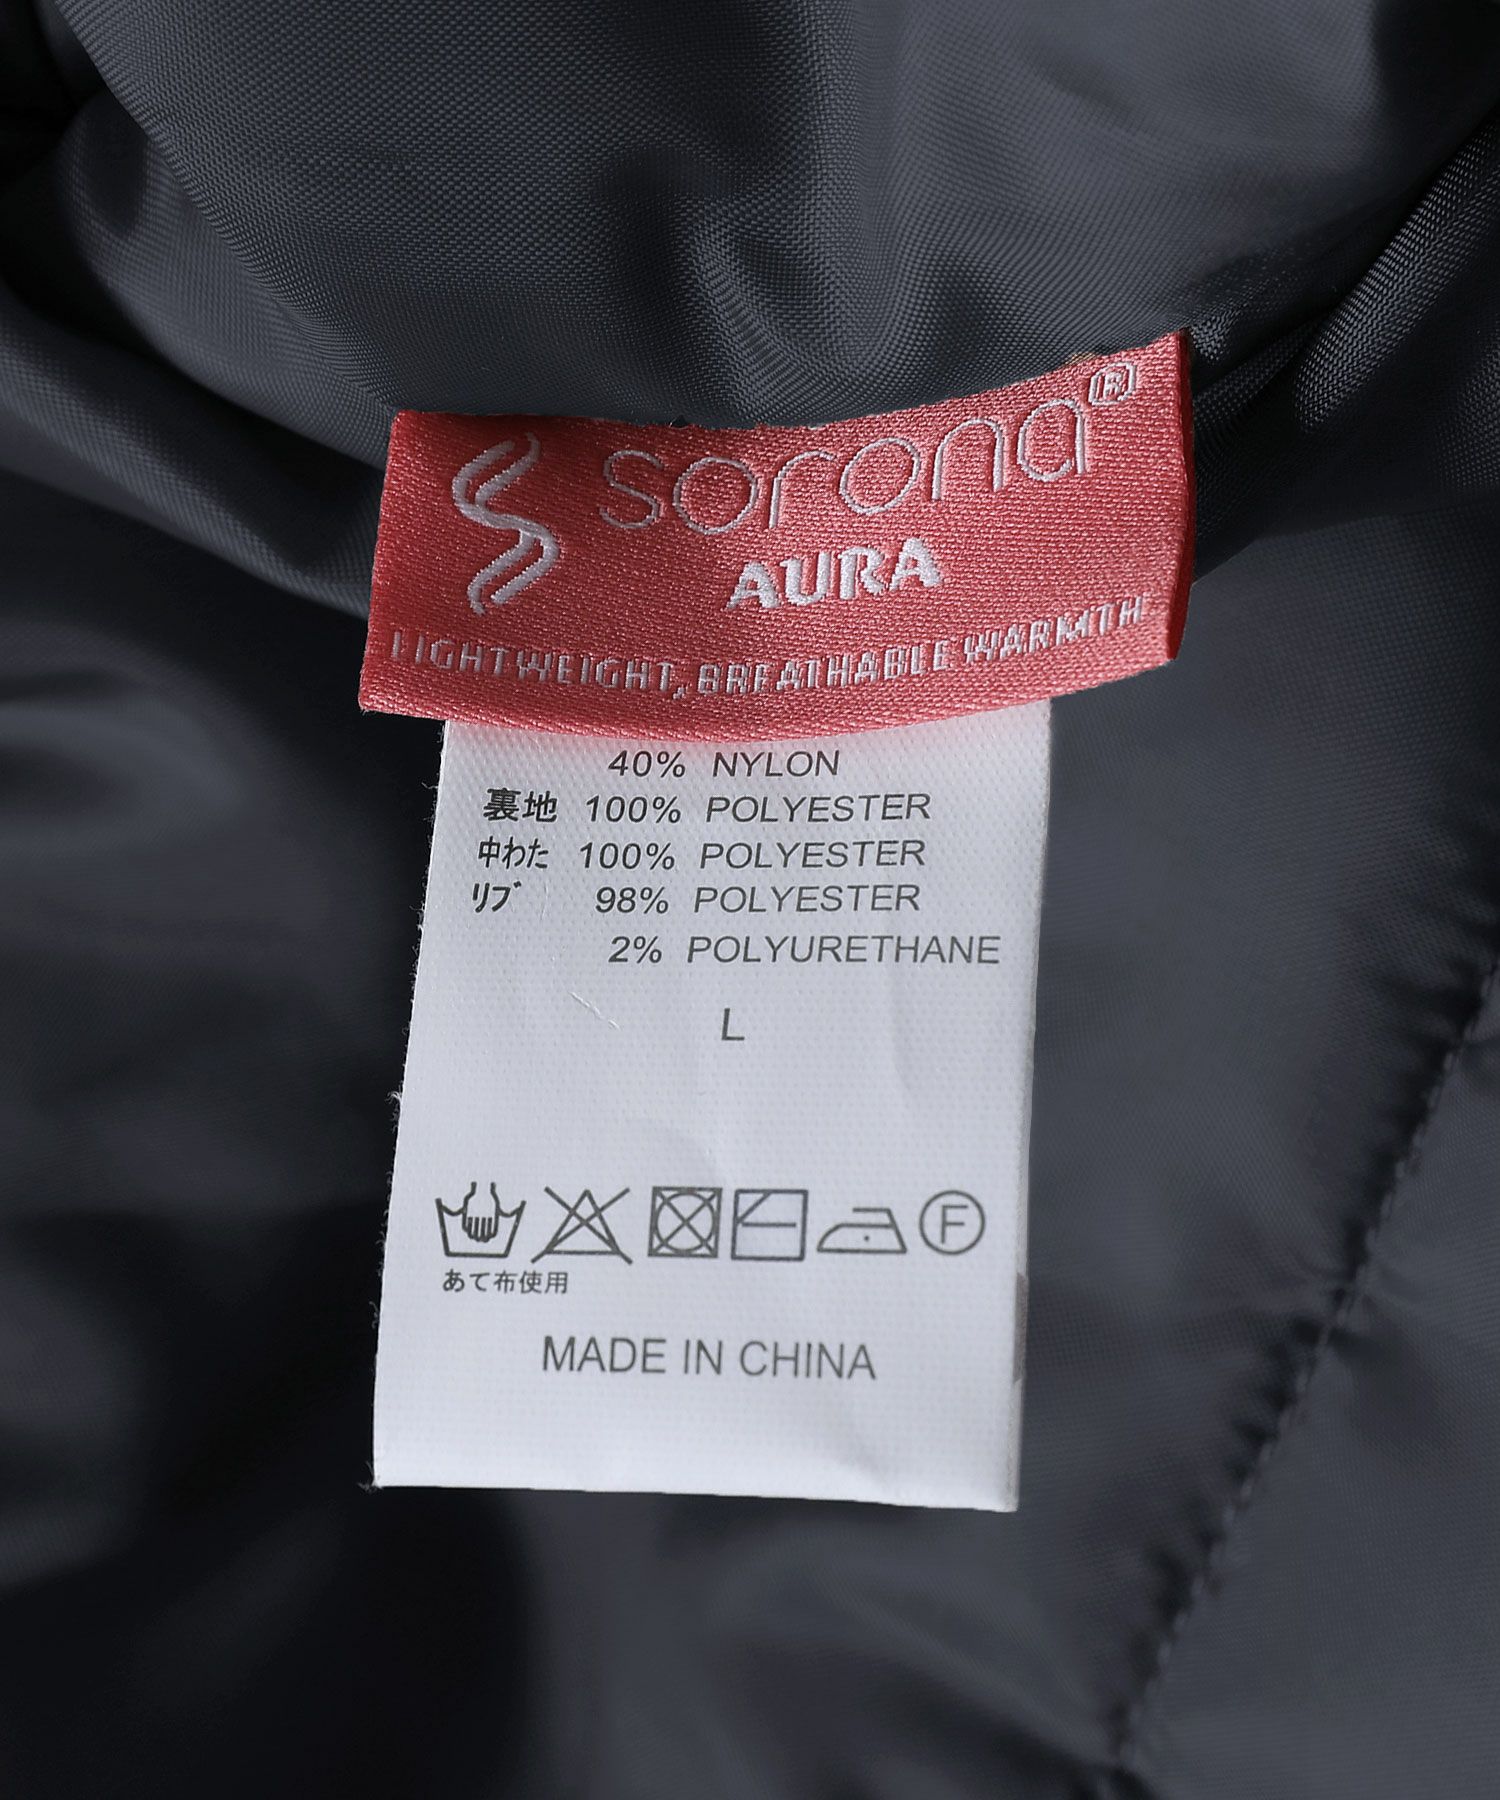 sorona®
AURA
LIGHTWEIGHT, BREATHABLE WARMTH
40% NYLON
裏地 100% POLYESTER
中わた 100% POLYESTER
リブ 98% POLYESTER
2% POLYURETHANE
L
F
あて布使用
MADE IN CHINA